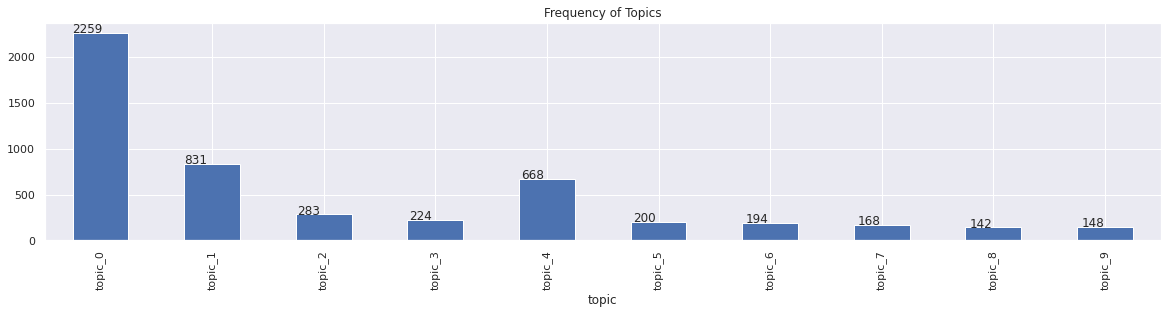 Frequency of Topics
2259
2000
1500
1000
831
668
500
283
224
200
194
168
142
148
0
topic_0
topic_1
topic_2
topic_3
topic_4
topic_5
topic_6
topic_7
topic_8
topic_9
topic